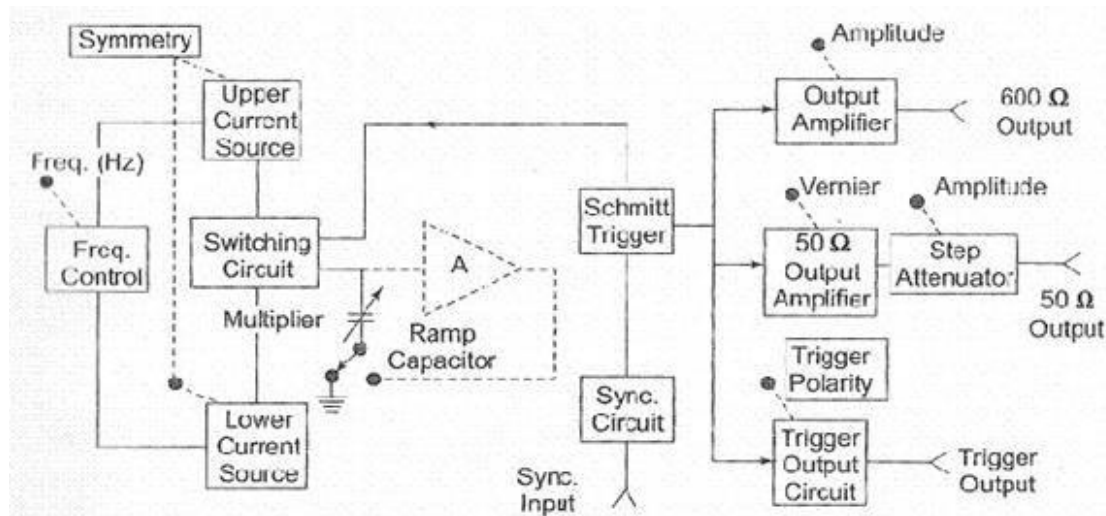 Symmetry
Upper
Current
Source
Freq. (Hz)
Freq.
Control
Switching
Circuit
Multiplier
A
Ramp
Capacitor
Lower
Current
Source
Schmitt
Trigger
Sync.
Circuit
Sync.
Input
Amplitude
Output
Amplifier
600 Ω
Output
Vernier
Amplitude
50 Ω
Output
Amplifier
Step
Attenuator
50 Ω
Output
Trigger
Polarity
Trigger
Output
Circuit
Trigger
Output